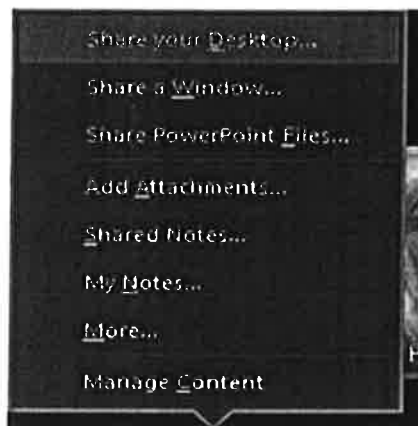 Share your Desktop...
Share a Window...
Share PowerPoint Files...
Add Attachments...
Shared Notes...
My Notes...
More...
Manage Content
H